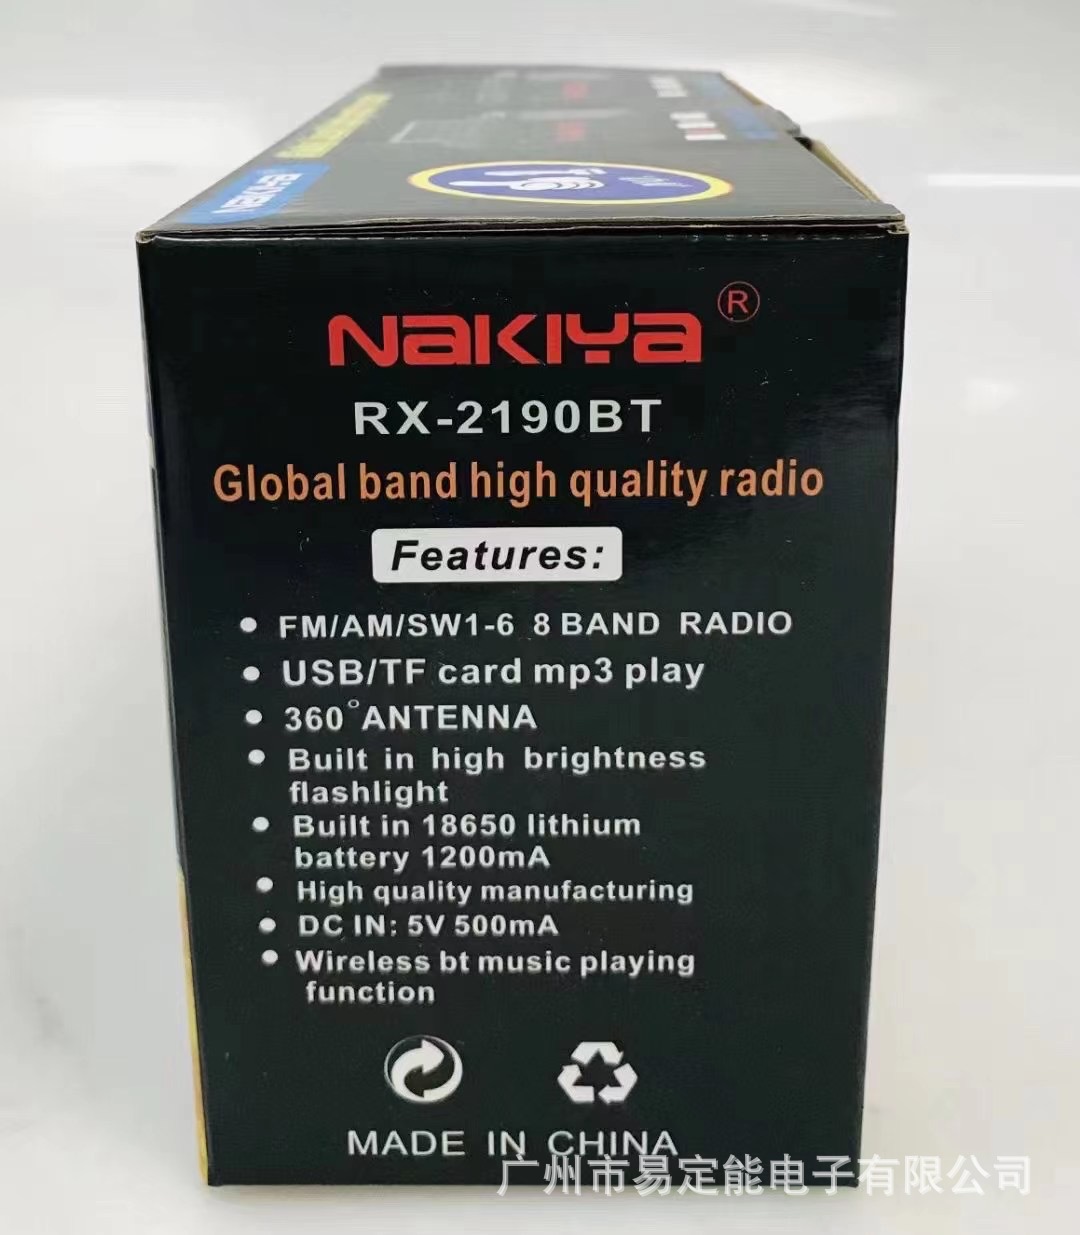 NAKIYA
NAKIYA ®
RX-2190BT
Global band high quality radio
Features:
• FM/AM/SW1-6 8 BAND RADIO
• USB/TF card mp3 play
• 360°ANTENNA
• Built in high brightness
flashlight
• Built in 18650 lithium
battery 1200mA
• High quality manufacturing
• DC IN: 5V 500mA
• Wireless bt music playing
function
MADE IN CHINA
广州市易定能电子有限公司